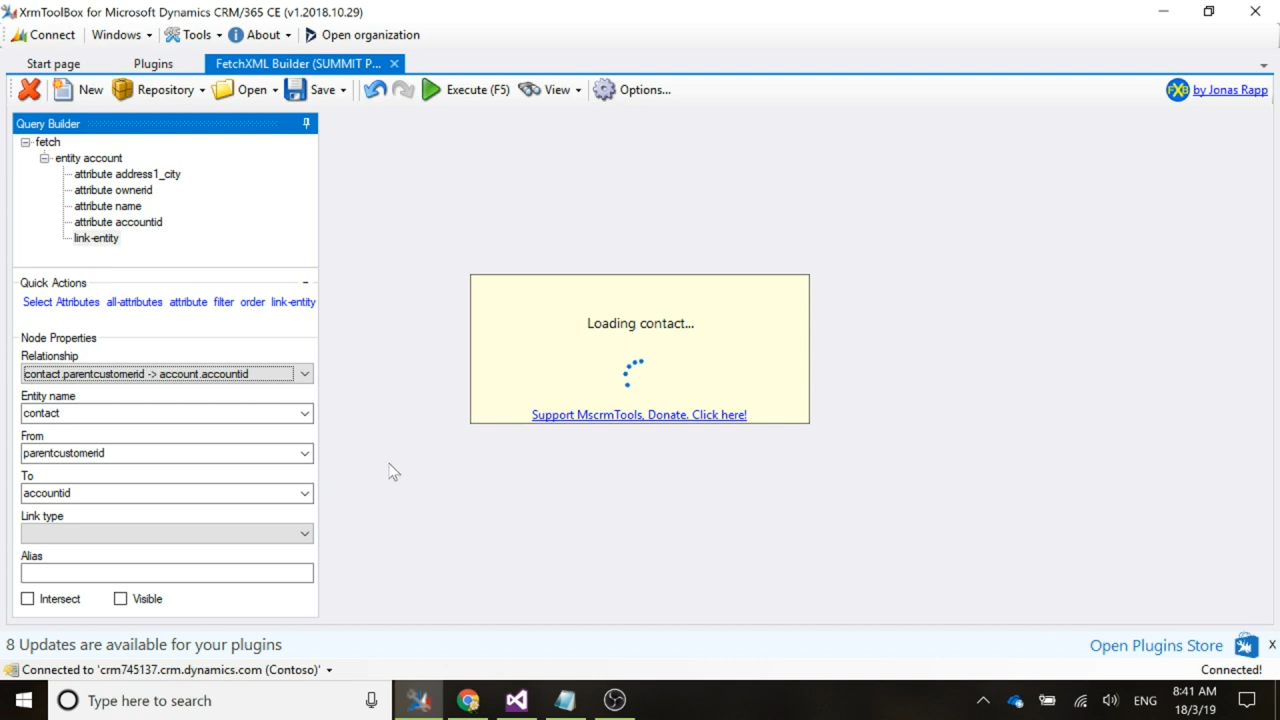 XrmToolBox for Microsoft Dynamics CRM/365 CE (v1.2018.10.29)
Connect Windows Tools About Open organization
Start page Plugins FetchXML Builder (SUMMIT P...
New Repository Open Save Execute (F5) View Options... FXB by Jonas Rapp
Query Builder
fetch
entity account
attribute address1_city
attribute ownerid
attribute name
attribute accountid
link-entity
Quick Actions
Select Attributes all-attributes attribute filter order link-entity
Node Properties
Relationship
contact.parentcustomerid -> account.accountid
Entity name
contact
From
parentcustomerid
To
accountid
Link type
Alias
Intersect Visible
Loading contact...
Support MscrmTools, Donate. Click here!
8 Updates are available for your plugins Open Plugins Store X
Connected to 'crm745137.crm.dynamics.com (Contoso)' Connected!
Type here to search ENG 8:41 AM
18/3/19